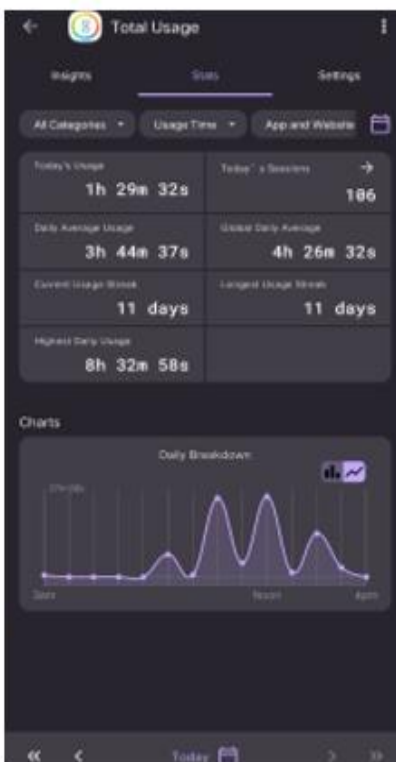 Total Usage
Insights
Stats
Settings
All Categories
Usage Time
App and Website
Today's Usage
1h 29m 32s
Today's Sessions
106
Daily Average Usage
3h 44m 37s
Global Daily Average
4h 26m 32s
Current Usage Streak
11 days
Longest Usage Streak
11 days
Highest Daily Usage
8h 32m 58s
Charts
Daily Breakdown
Noon
4pm
Today